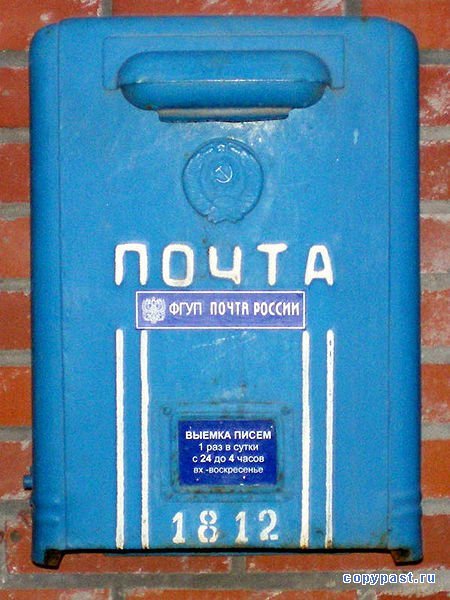 ПОЧТА
ФГУП ПОЧТА РОССИИ
ВЫЕМКА ПИСЕМ
1 раз в сутки
с 24 до 4 часов
вх.-воскресенье
1812
copypast.ru